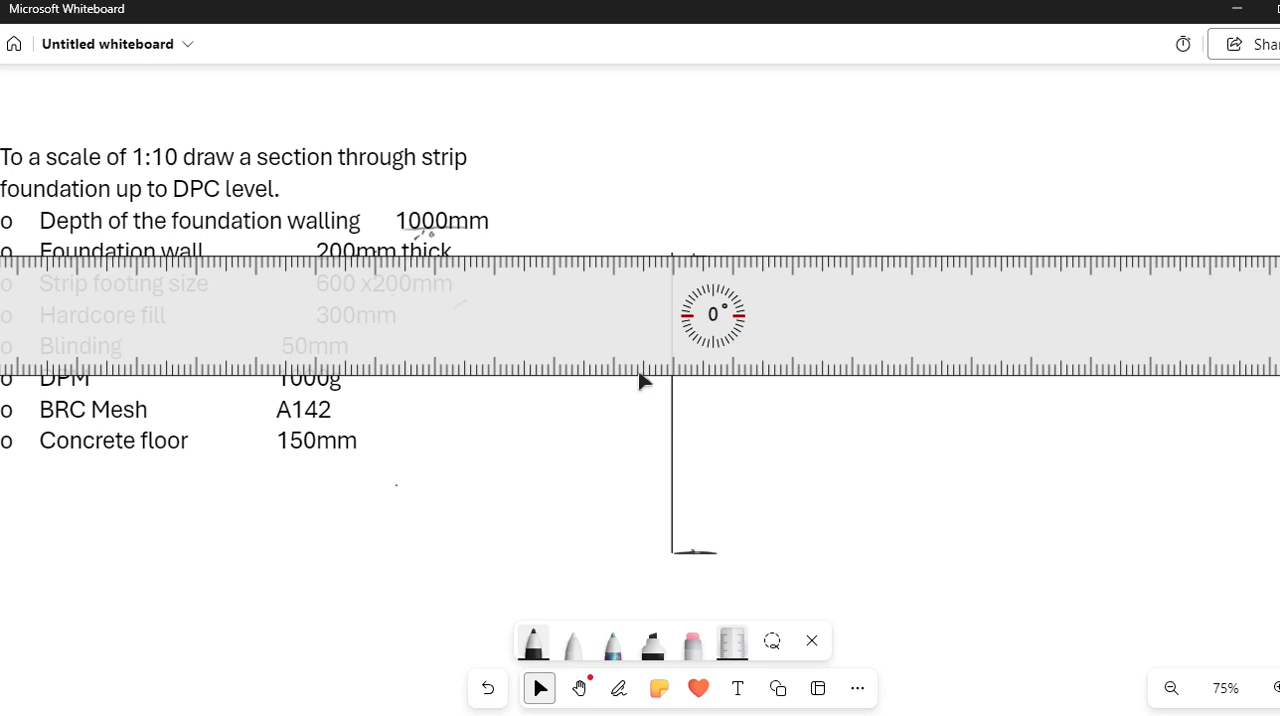 Microsoft Whiteboard
Untitled whiteboard
Shar
To a scale of 1:10 draw a section through strip
foundation up to DPC level.
o Depth of the foundation walling 1000mm
o Foundation wall 200mm thick
o Strip footing size 600 x200mm
o Hardcore fill 300mm
o Blinding 50mm
o DPM 1000g
o BRC Mesh A142
o Concrete floor 150mm
0°
75%